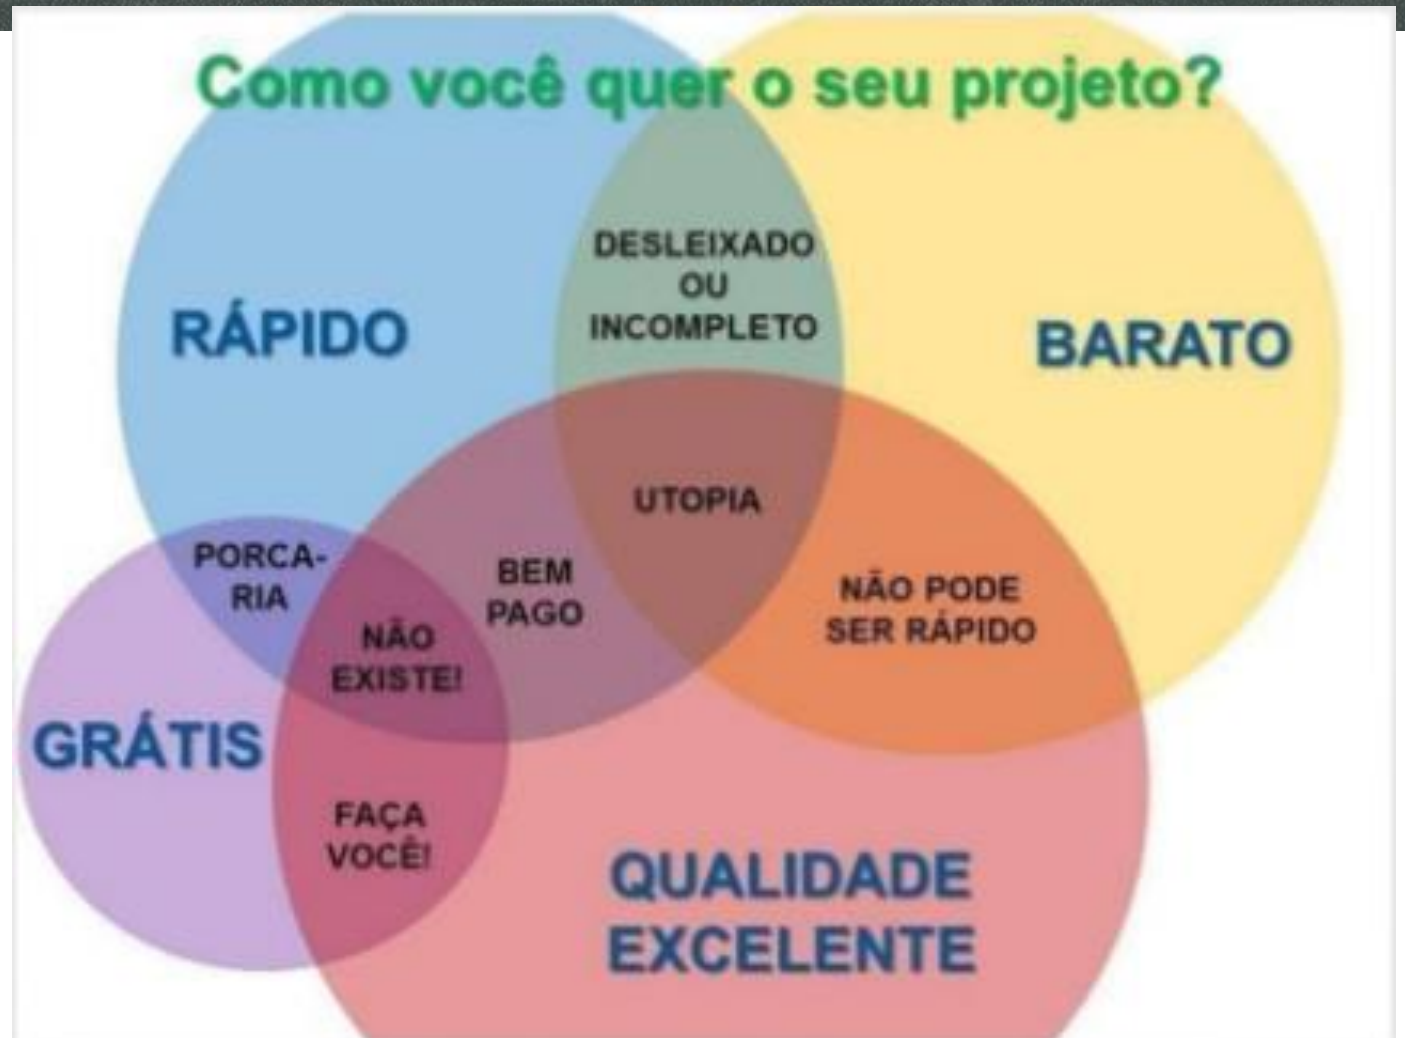 Como você quer o seu projeto?
RÁPIDO
DESLEIXADO
OU
INCOMPLETO
BARATO
UTOPIA
PORCA-
RIA
BEM
PAGO
NÃO PODE
SER RÁPIDO
NÃO
EXISTE!
GRÁTIS
FAÇA
VOCÊ!
QUALIDADE
EXCELENTE